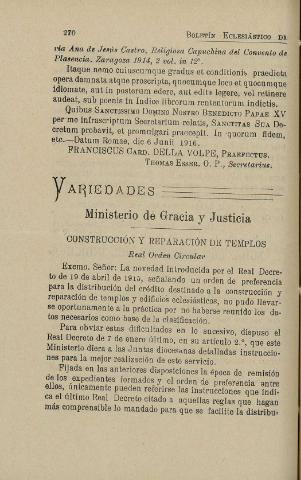 270 BOLETÍN ECLESIÁSTICO DE
via Ana de Jesús Castro, Religiosa Capuchina del Convento de
Plasencia. Zaragoza 1914, 2 vol. in 12°.
Itaque nemo cuiuscumque gradus et conditionis praedicta
opera damnata atque proscripta, quocumque loco et quocumque
idiomate, aut in posterum edere, aut edita legere, vel retinere
audeat, sub poenis in Indice librorum vetitorum indictis.
QUIBUS SANCTISSIMO DOMINO NOSTRO BENEDICTO PAPAE XV
per me infrascriptum Secretarium relatis, SANCTITAS SUA De-
cretum probavit, et promulgari praecepit. In quorum fidem,
etc.—Datum Romae, die 6 Junii 1916.
FRANCISCUS CARD. DELLA VOLPE, PRAEFECTUS.
THOMAS ESSER, O. P., Secretarius.
VARIEDADES
Ministerio de Gracia y Justicia
CONSTRUCCIÓN Y REPARACIÓN DE TEMPLOS
Real Orden Circular
Excmo. Señor: La novedad introducida por el Real Decre-
to de 19 de abril de 1915, señalando un orden de preferencia
para la distribución del crédito destinado a la construcción y
reparación de templos y edificios eclesiásticos, no pudo llevar-
se oportunamente a la práctica por no haberse reunido los da-
tos necesarios como base de la clasificación.
Para obviar estas dificultades en lo sucesivo, dispuso el
Real Decreto de 7 de enero último, en su artículo 2.°, que este
Ministerio diera a las Juntas diocesanas detalladas instruccio-
nes para la mejor realización de este servicio.
Fijada en las anteriores disposiciones la época de remisión
de los expedientes formados y el orden de preferencia entre
ellos, únicamente pueden referirse las instrucciones que indi-
ca el último Real Decreto citado a aquellas reglas que hagan
más comprensible lo mandado para que se facilite la distribu-